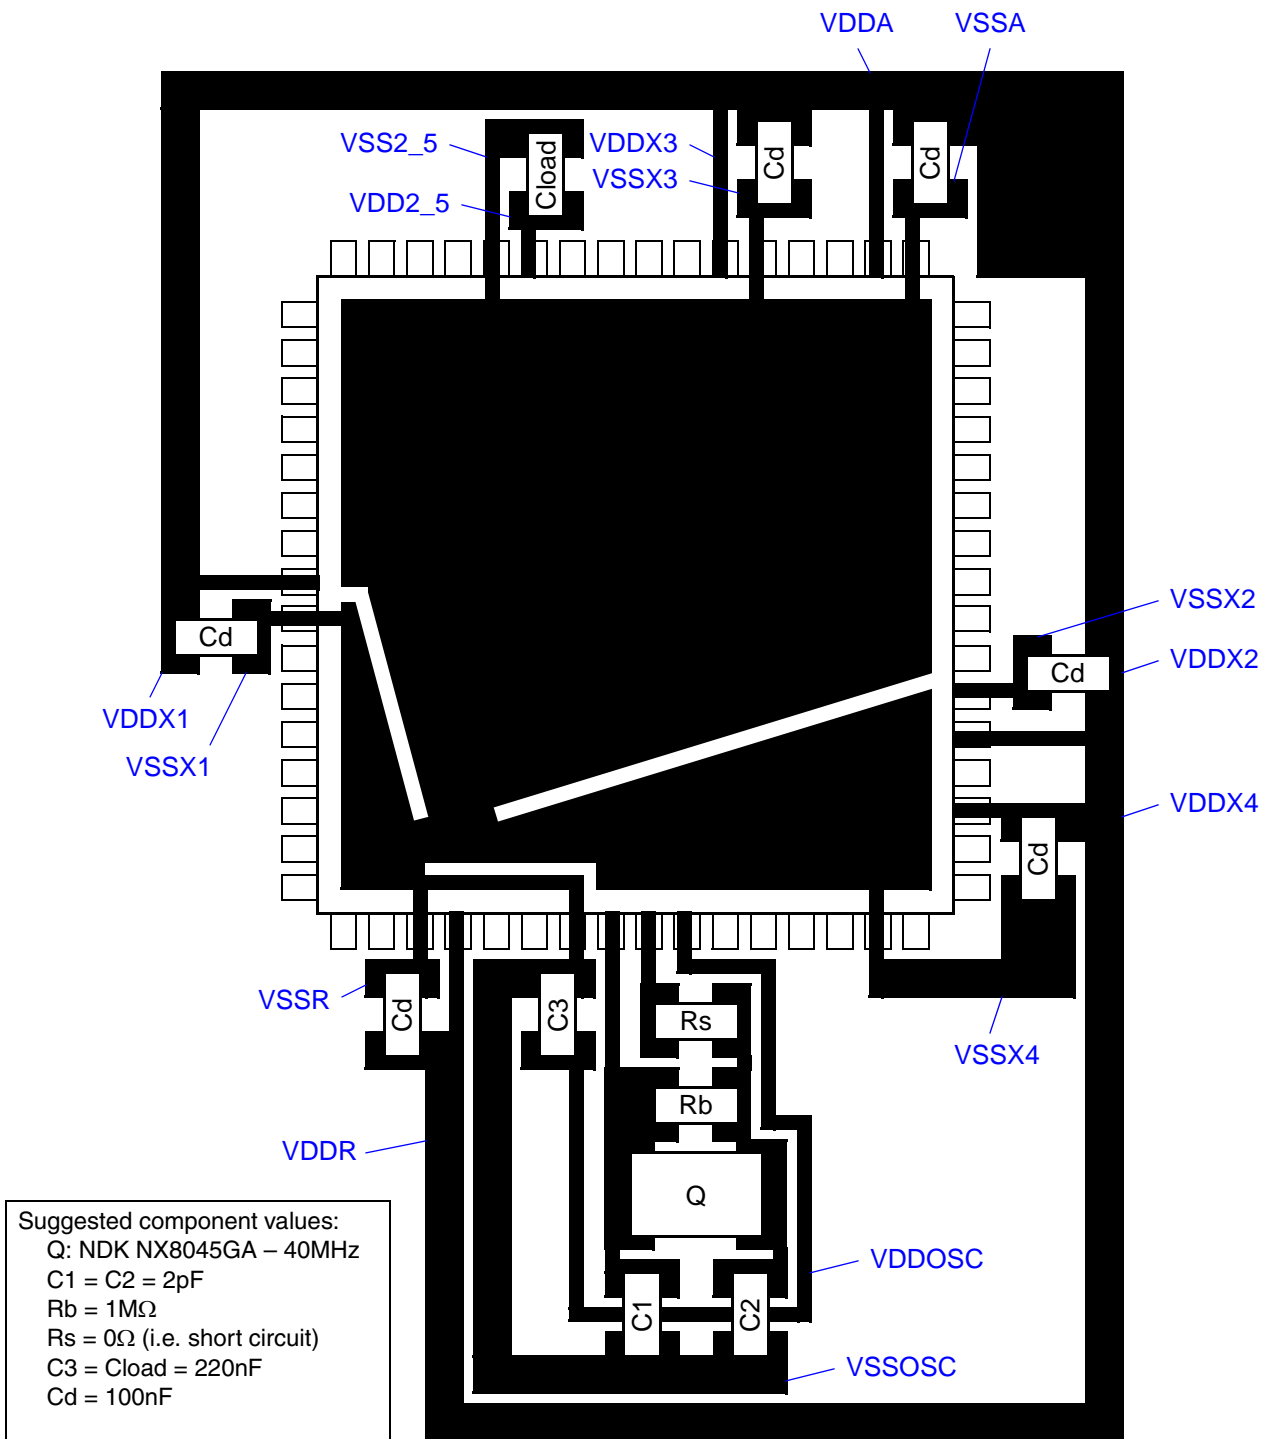 VDDA
VSSA
VSS2_5
VDD2_5
Cload
VDDX3
VSSX3
Cd
Cd
VSSX2
VDDX2
Cd
Cd
VDDX1
VSSX1
VDDX4
Cd
VSSX4
VSSR
Cd
C3
Rs
Rb
VDDR
Q
VDDOSC
C1
C2
VSSOSC
Suggested component values:
Q: NDK NX8045GA – 40MHz
C1 = C2 = 2pF
Rb = 1MΩ
Rs = 0Ω (i.e. short circuit)
C3 = Cload = 220nF
Cd = 100nF